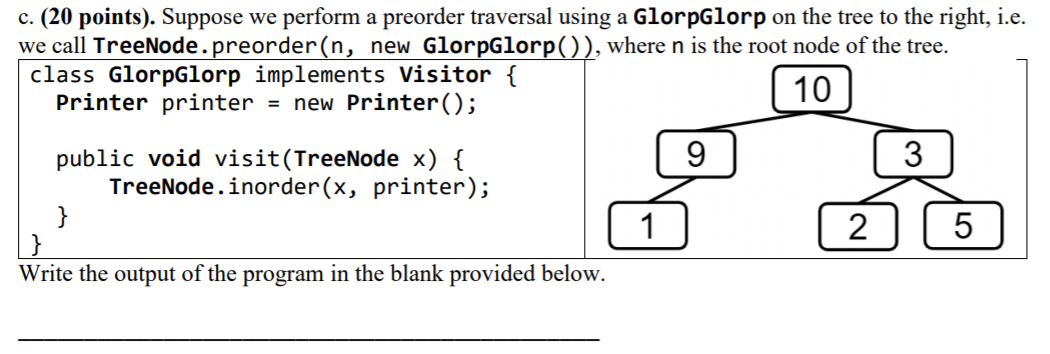 c. (20 points). Suppose we perform a preorder traversal using a GlorpGlorp on the tree to the right, i.e.
we call TreeNode.preorder(n, new GlorpGlorp()), where n is the root node of the tree.
class GlorpGlorp implements Visitor {
Printer printer = new Printer();
public void visit(TreeNode x) {
TreeNode.inorder(x, printer);
}
}
10
9 3
1 2 5
Write the output of the program in the blank provided below.